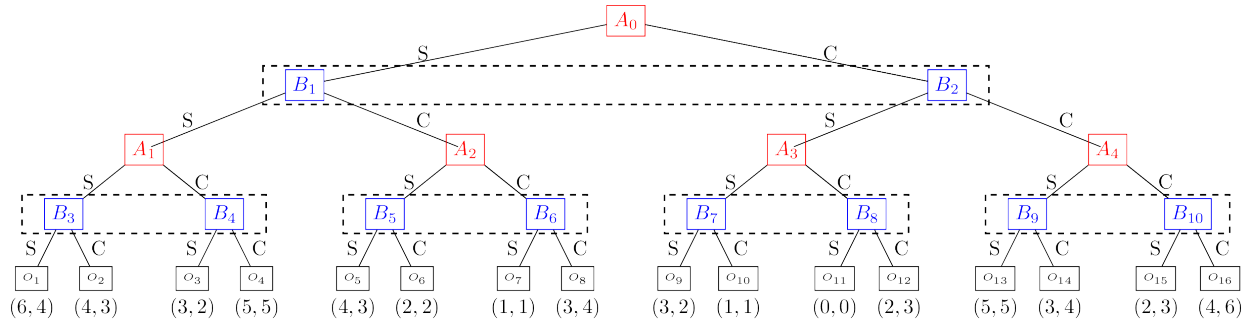 A₀
S C
B₁ B₂
S C S C
A₁ A₂ A₃ A₄
S C S C S C S C
B₃ B₄ B₅ B₆ B₇ B₈ B₉ B₁₀
S C S C S C S C S C S C S C S C
o₁ o₂ o₃ o₄ o₅ o₆ o₇ o₈ o₉ o₁₀ o₁₁ o₁₂ o₁₃ o₁₄ o₁₅ o₁₆
(6, 4) (4, 3) (3, 2) (5, 5) (4, 3) (2, 2) (1, 1) (3, 4) (3, 2) (1, 1) (0, 0) (2, 3) (5, 5) (3, 4) (2, 3) (4, 6)